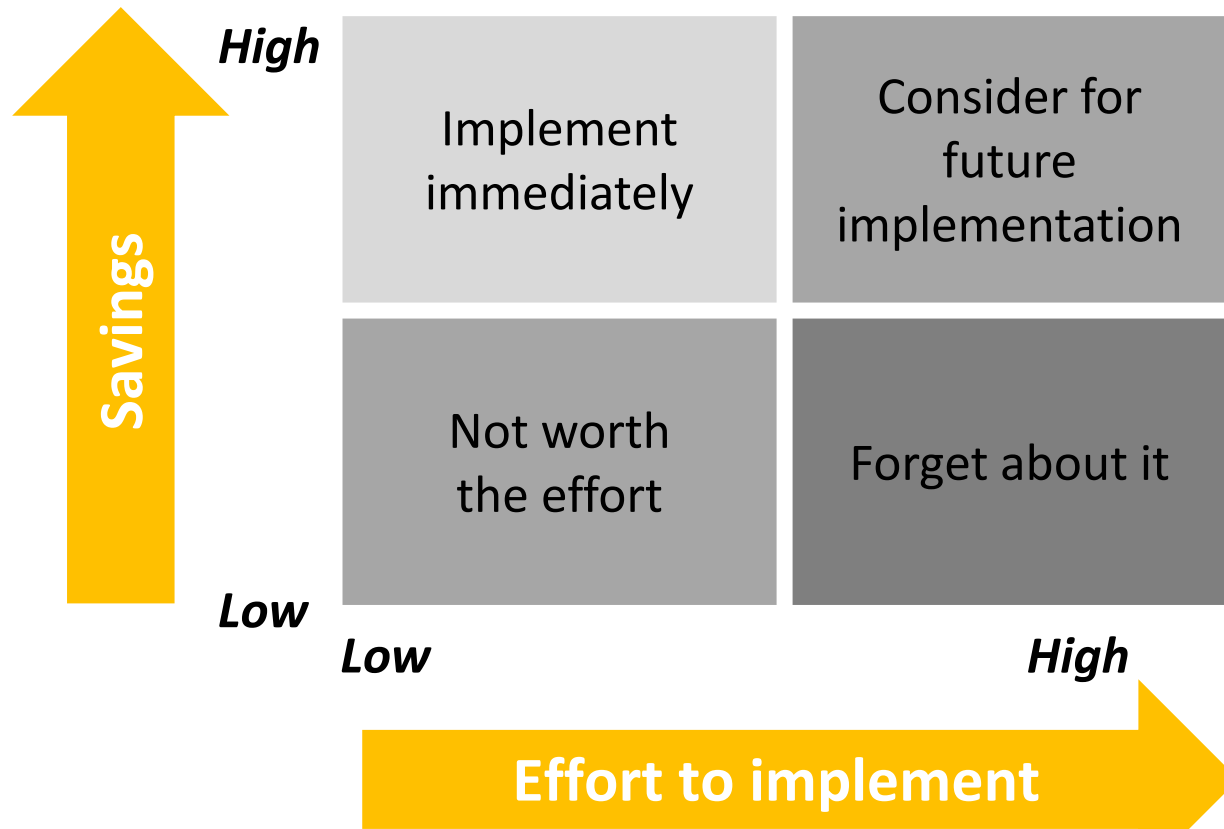 High
Implement
immediately
Consider for
future
implementation
Savings
Not worth
the effort
Forget about it
Low
Low
High
Effort to implement